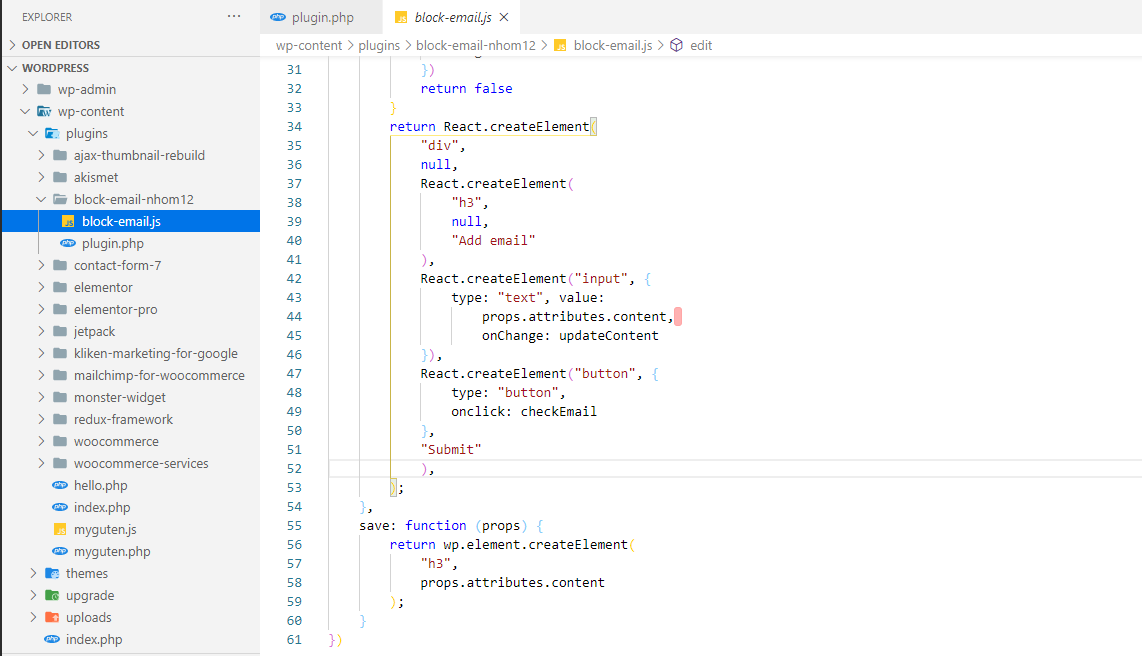 EXPLORER
OPEN EDITORS
WORDPRESS
wp-admin
wp-content
plugins
ajax-thumbnail-rebuild
akismet
block-email-nhom12
block-email.js
plugin.php
contact-form-7
elementor
elementor-pro
jetpack
kliken-marketing-for-google
mailchimp-for-woocommerce
monster-widget
redux-framework
woocommerce
woocommerce-services
hello.php
index.php
myguten.js
myguten.php
themes
upgrade
uploads
index.php
plugin.php block-email.js
wp-content > plugins > block-email-nhom12 > block-email.js > edit
31 })
32 return false
33 }
34 return React.createElement(
35 "div",
36 null,
37 React.createElement(
38 "h3",
39 null,
40 "Add email"
41 ),
42 React.createElement("input", {
43 type: "text", value:
44 props.attributes.content,
45 onChange: updateContent
46 }),
47 React.createElement("button", {
48 type: "button",
49 onclick: checkEmail
50 },
51 "Submit"
52 ),
53 );
54 },
55 save: function (props) {
56 return wp.element.createElement(
57 "h3",
58 props.attributes.content
59 );
60 }
61 })